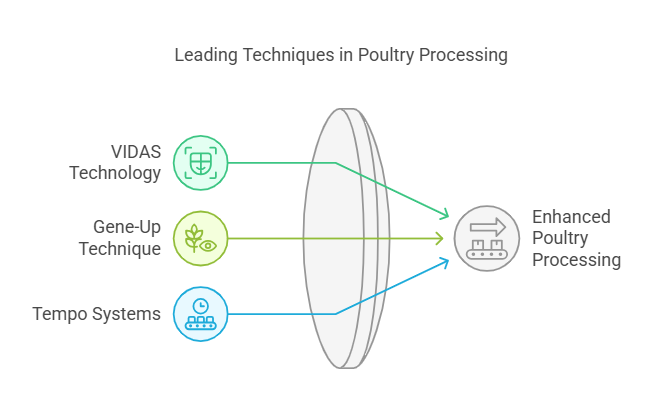 Leading Techniques in Poultry Processing
VIDAS
Technology
Gene-Up
Technique
Tempo Systems
Enhanced
Poultry
Processing